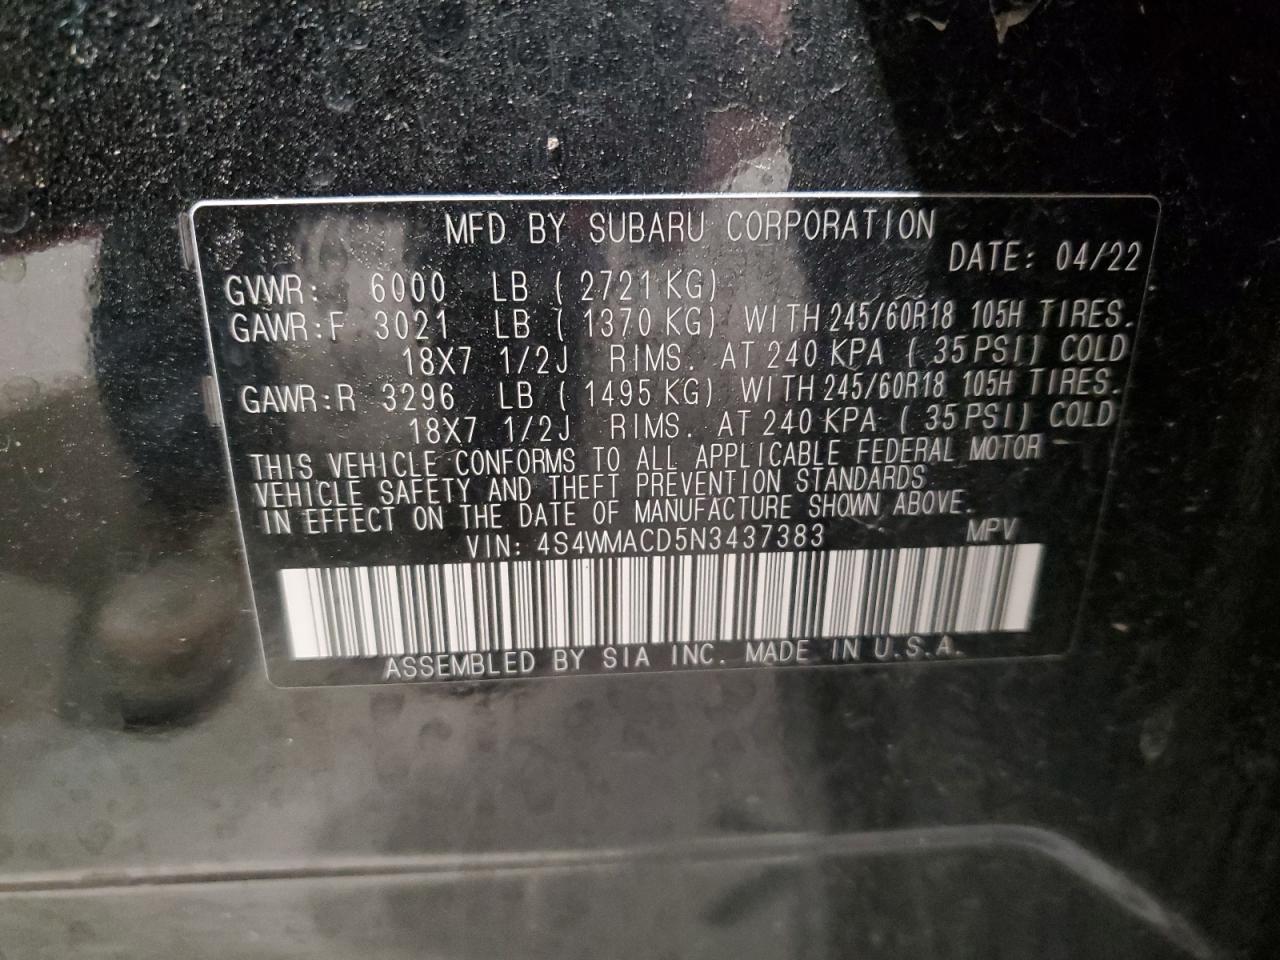 MFD BY SUBARU CORPORATION
DATE: 04/22
GVWR: 6000 LB ( 2721 KG)
GAWR:F 3021 LB ( 1370 KG) WITH 245/60R18 105H TIRES.
18X7 1/2J RIMS. AT 240 KPA ( 35 PSI) COLD
GAWR:R 3296 LB ( 1495 KG) WITH 245/60R18 105H TIRES.
18X7 1/2J RIMS. AT 240 KPA ( 35 PSI) COLD
THIS VEHICLE CONFORMS TO ALL APPLICABLE FEDERAL MOTOR
VEHICLE SAFETY AND THEFT PREVENTION STANDARDS
IN EFFECT ON THE DATE OF MANUFACTURE SHOWN ABOVE.
VIN: 4S4WMACD5N3437383 MPV
ASSEMBLED BY SIA INC. MADE IN U.S.A.